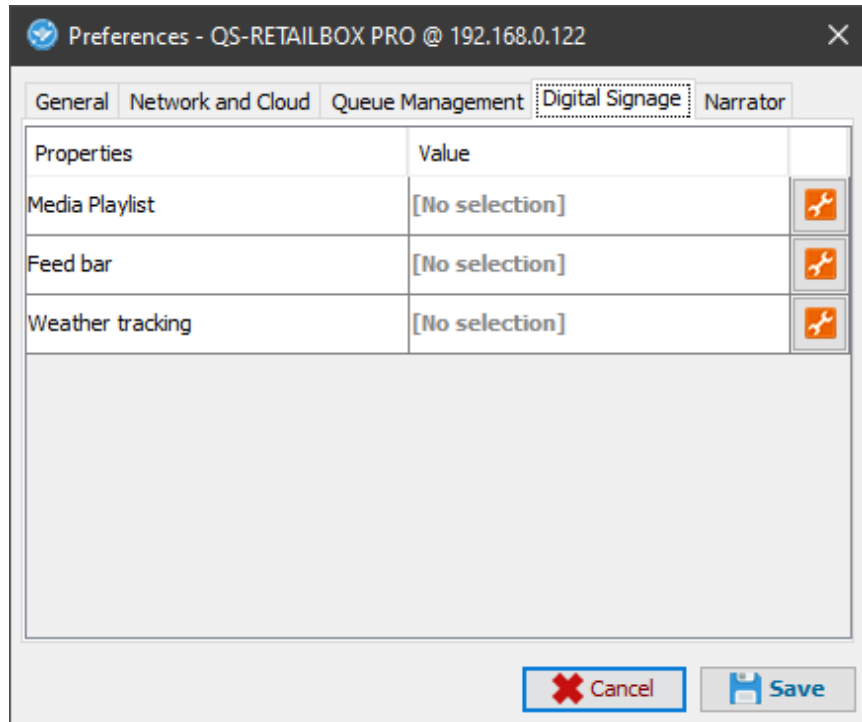 Preferences - QS-RETAILBOX PRO @ 192.168.0.122
General Network and Cloud Queue Management Digital Signage Narrator
Properties Value
Media Playlist [No selection]
Feed bar [No selection]
Weather tracking [No selection]
Cancel Save